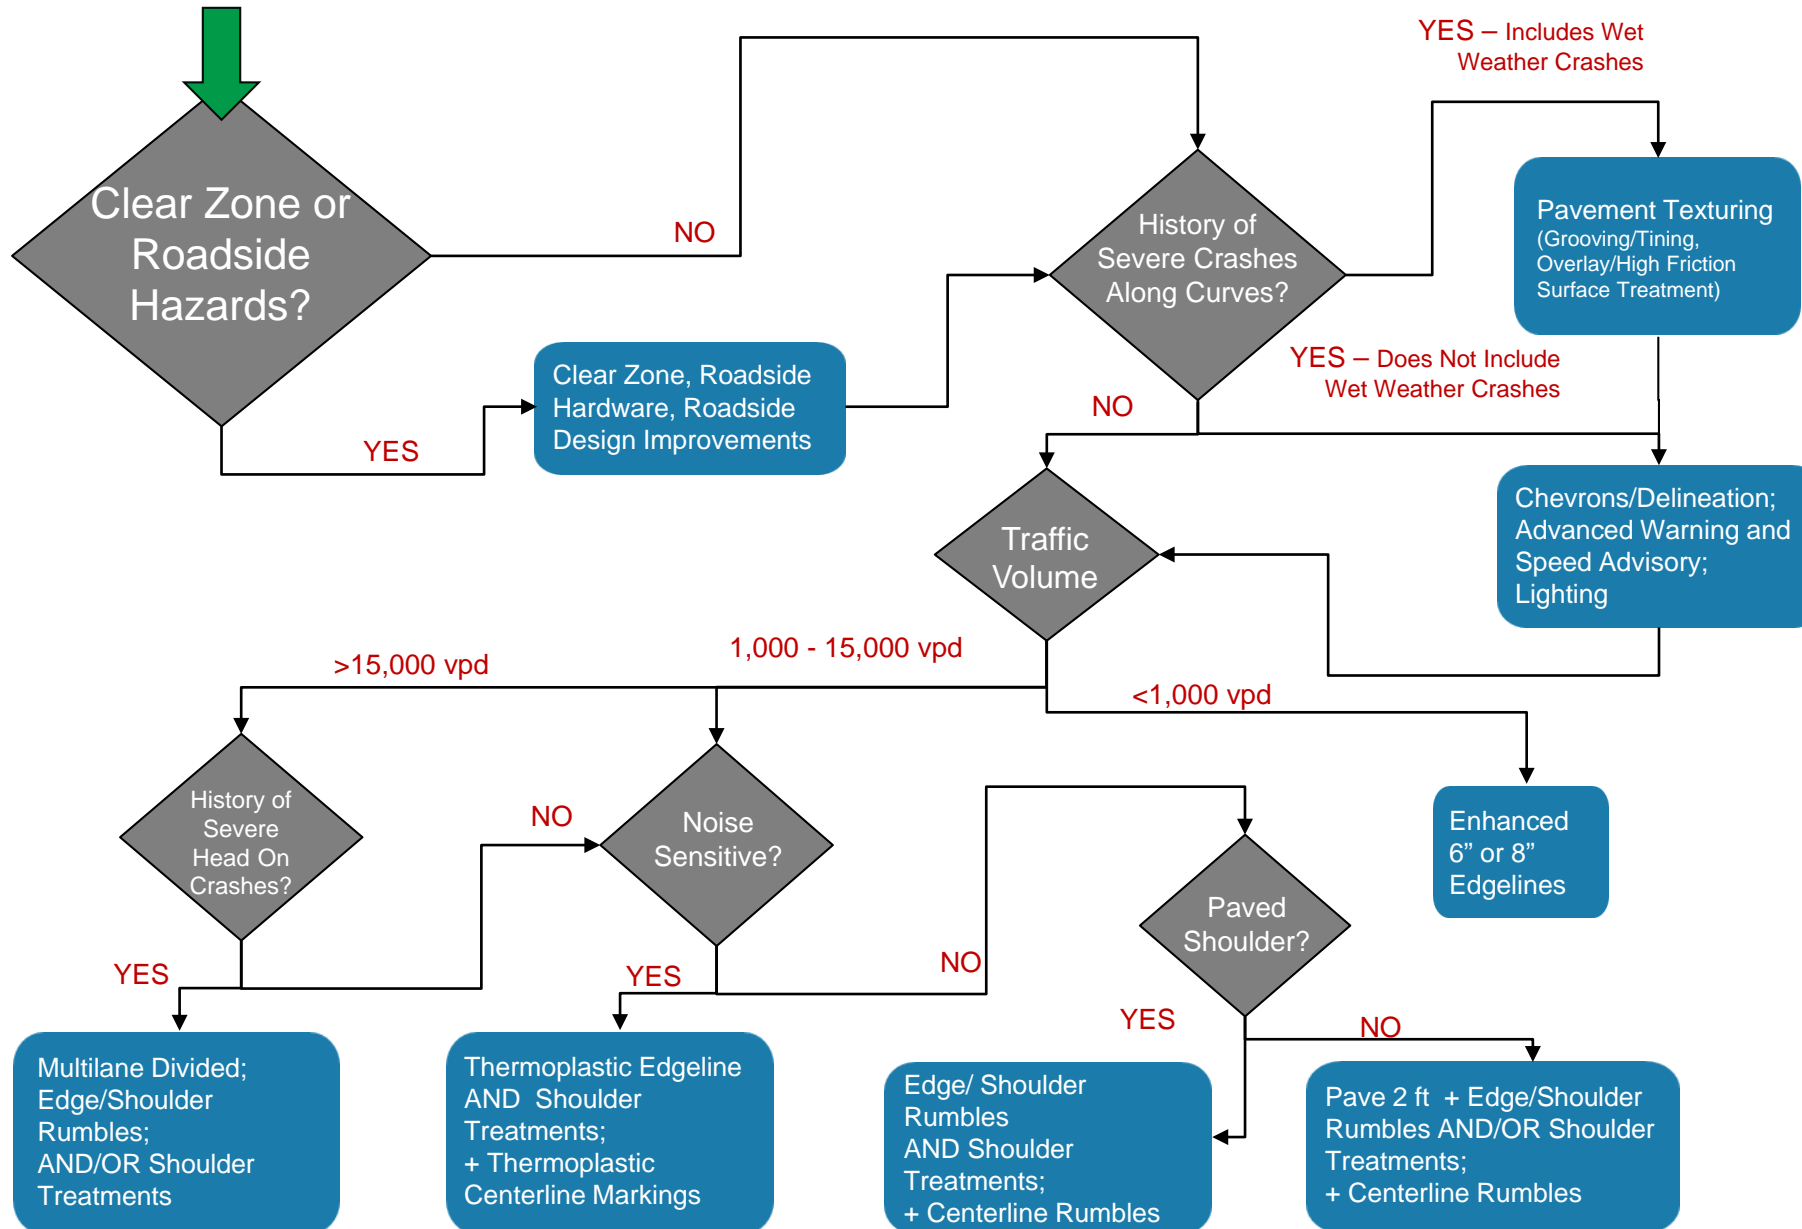 YES – Includes Wet
Weather Crashes
Clear Zone or
Roadside
Hazards?
NO
History of
Severe Crashes
Along Curves?
Pavement Texturing
(Grooving/Tining,
Overlay/High Friction
Surface Treatment)
YES – Does Not Include
Wet Weather Crashes
Clear Zone, Roadside
Hardware, Roadside
Design Improvements
YES
NO
Chevrons/Delineation;
Advanced Warning and
Speed Advisory;
Lighting
Traffic
Volume
>15,000 vpd
1,000 - 15,000 vpd
<1,000 vpd
History of
Severe
Head On
Crashes?
NO
Noise
Sensitive?
Enhanced
6” or 8”
Edgelines
Paved
Shoulder?
YES
YES
NO
YES
NO
Multilane Divided;
Edge/Shoulder
Rumbles;
AND/OR Shoulder
Treatments
Thermoplastic Edgeline
AND  Shoulder
Treatments;
+ Thermoplastic
Centerline Markings
Edge/ Shoulder
Rumbles
AND Shoulder
Treatments;
+ Centerline Rumbles
Pave 2 ft  + Edge/Shoulder
Rumbles AND/OR Shoulder
Treatments;
+ Centerline Rumbles